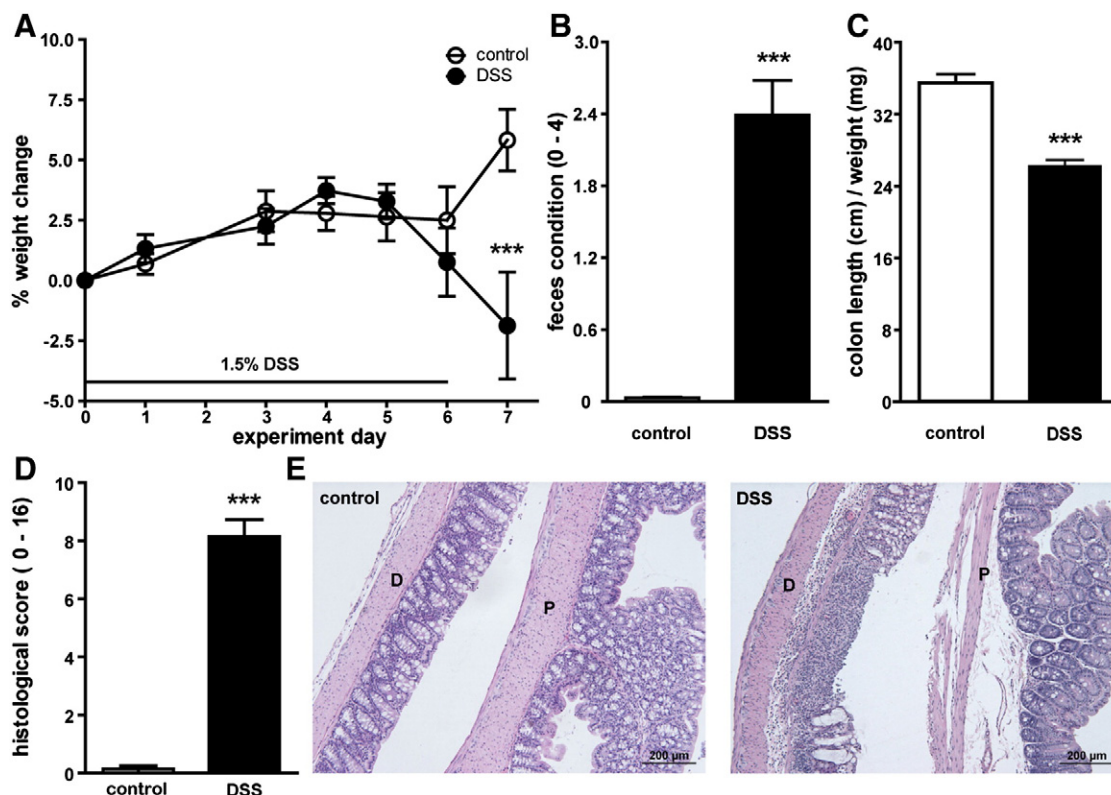 A
10.0
7.5
5.0
2.5
0.0
-2.5
-5.0
% weight change
control
DSS
***
1.5% DSS
0 1 2 3 4 5 6 7
experiment day
B
3.0
2.4
1.8
1.2
0.6
0
feces condition (0 - 4)
***
control DSS
C
40
32
24
16
8
0
colon length (cm) / weight (mg)
***
control DSS
D
10
8
6
4
2
0
histological score ( 0 - 16)
***
control DSS
E
control
D
P
200 µm
DSS
D
P
200 µm